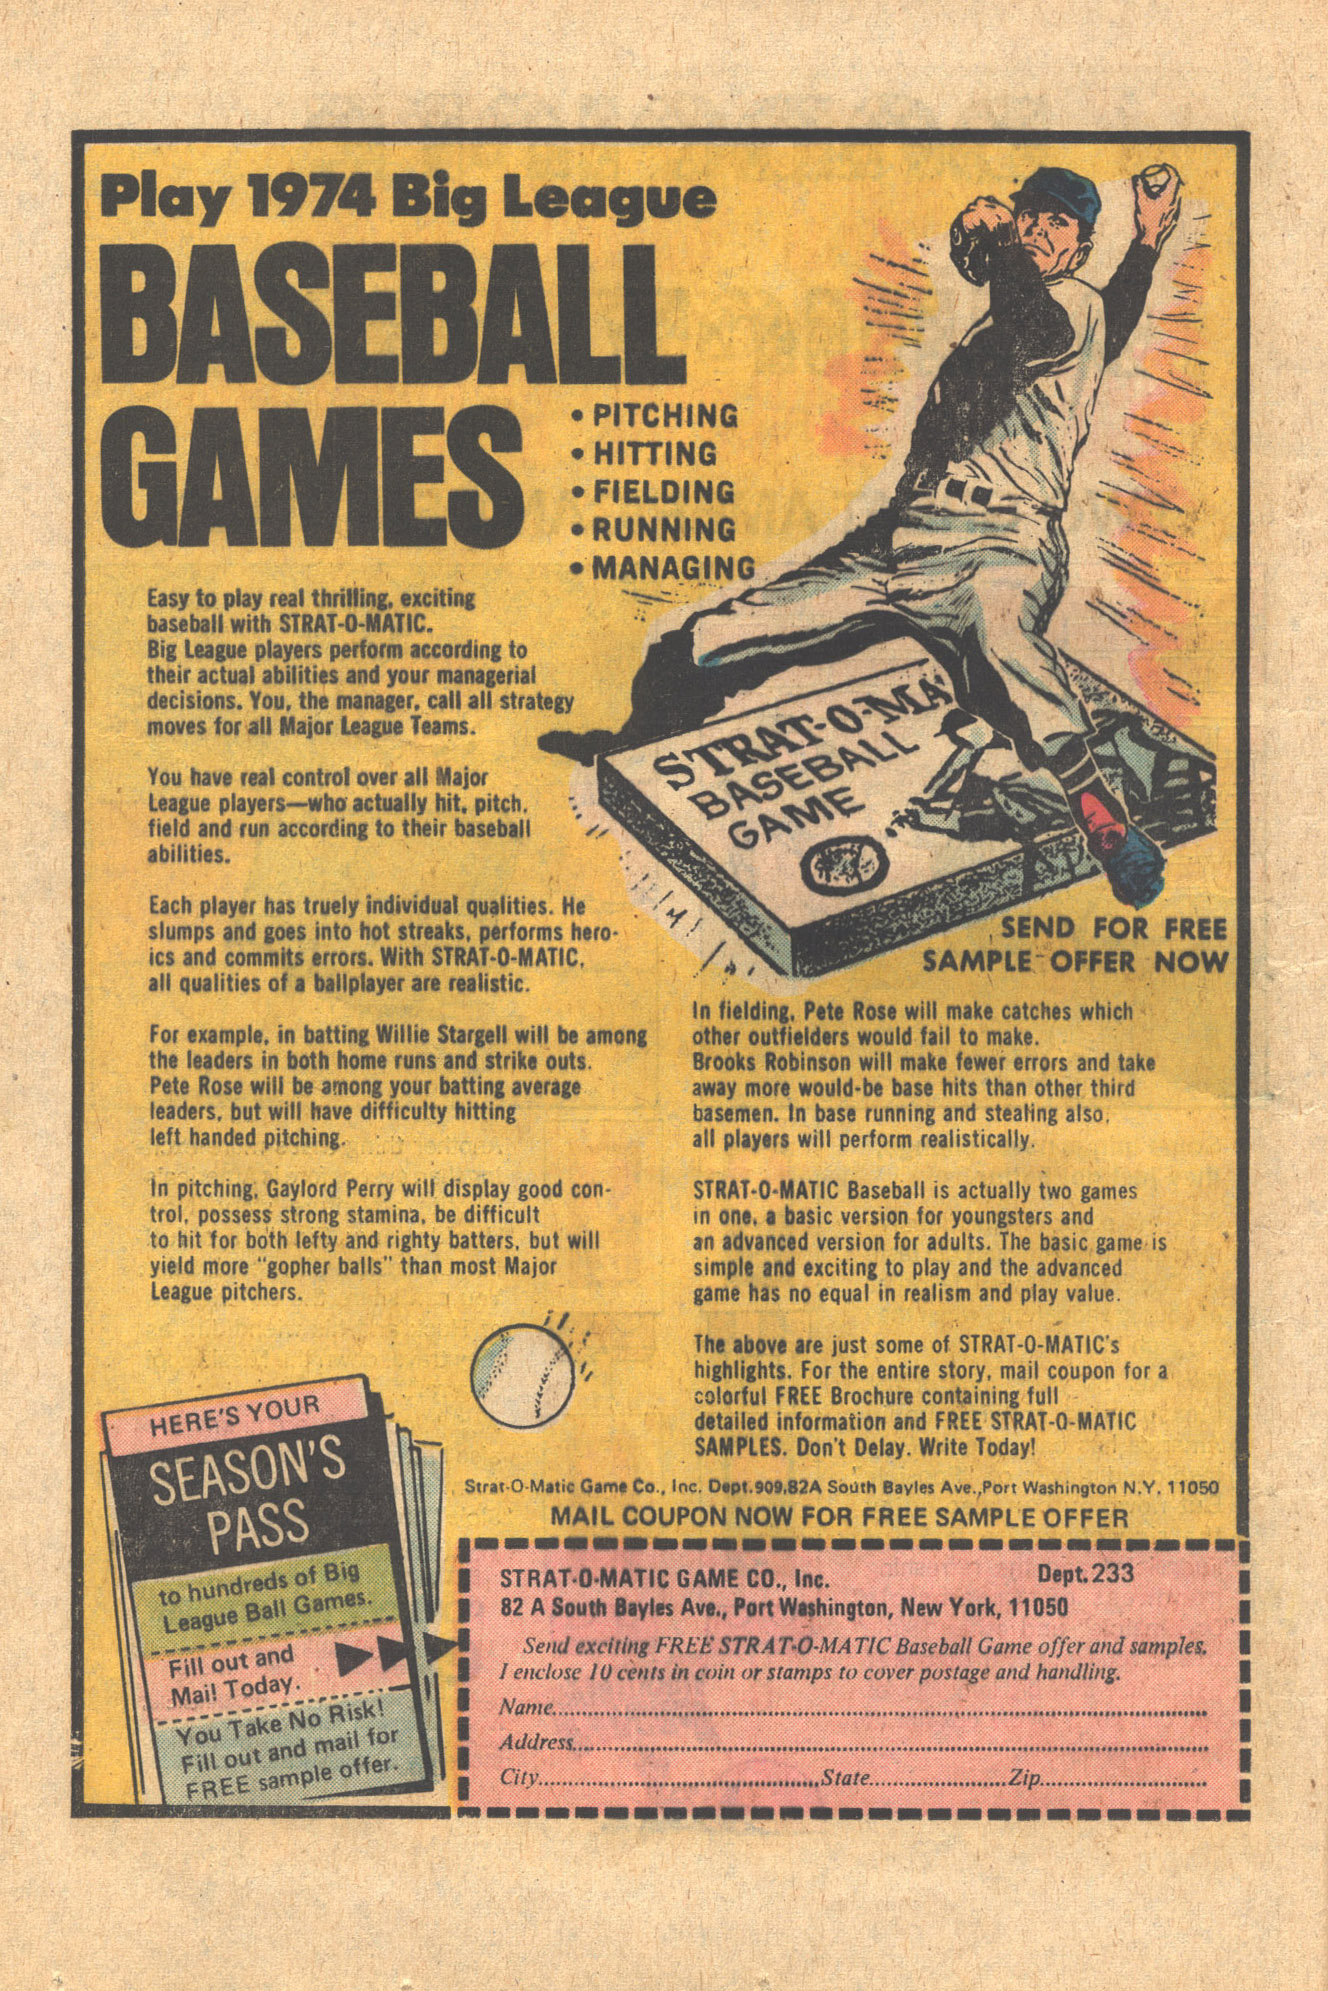 Play 1974 Big League
BASEBALL
GAMES
• PITCHING
• HITTING
• FIELDING
• RUNNING
• MANAGING
Easy to play real thrilling, exciting
baseball with STRAT-O-MATIC.
Big League players perform according to
their actual abilities and your managerial
decisions. You, the manager, call all strategy
moves for all Major League Teams.
You have real control over all Major
League players—who actually hit, pitch,
field and run according to their baseball
abilities.
Each player has truely individual qualities. He
slumps and goes into hot streaks, performs hero-
ics and commits errors. With STRAT-O-MATIC,
all qualities of a ballplayer are realistic.
For example, in batting Willie Stargell will be among
the leaders in both home runs and strike outs.
Pete Rose will be among your batting average
leaders, but will have difficulty hitting
left handed pitching.
In pitching, Gaylord Perry will display good con-
trol, possess strong stamina, be difficult
to hit for both lefty and righty batters, but will
yield more "gopher balls" than most Major
League pitchers.
STRAT-O-MA
BASEBALL
GAME
SEND FOR FREE
SAMPLE OFFER NOW
In fielding, Pete Rose will make catches which
other outfielders would fail to make.
Brooks Robinson will make fewer errors and take
away more would-be base hits than other third
basemen. In base running and stealing also,
all players will perform realistically.
STRAT-O-MATIC Baseball is actually two games
in one, a basic version for youngsters and
an advanced version for adults. The basic game is
simple and exciting to play and the advanced
game has no equal in realism and play value.
The above are just some of STRAT-O-MATIC's
highlights. For the entire story, mail coupon for a
colorful FREE Brochure containing full
detailed information and FREE STRAT-O-MATIC
SAMPLES. Don't Delay. Write Today!
Strat-O-Matic Game Co., Inc. Dept.909,82A South Bayles Ave.,Port Washington N.Y. 11050
MAIL COUPON NOW FOR FREE SAMPLE OFFER
HERE'S YOUR
SEASON'S
PASS
to hundreds of Big
League Ball Games.
Fill out and
Mail Today.
You Take No Risk!
Fill out and mail for
FREE sample offer.
STRAT-O-MATIC GAME CO., Inc. Dept. 233
82 A South Bayles Ave., Port Washington, New York, 11050
Send exciting FREE STRAT-O-MATIC Baseball Game offer and samples.
I enclose 10 cents in coin or stamps to cover postage and handling.
Name
Address
City State Zip